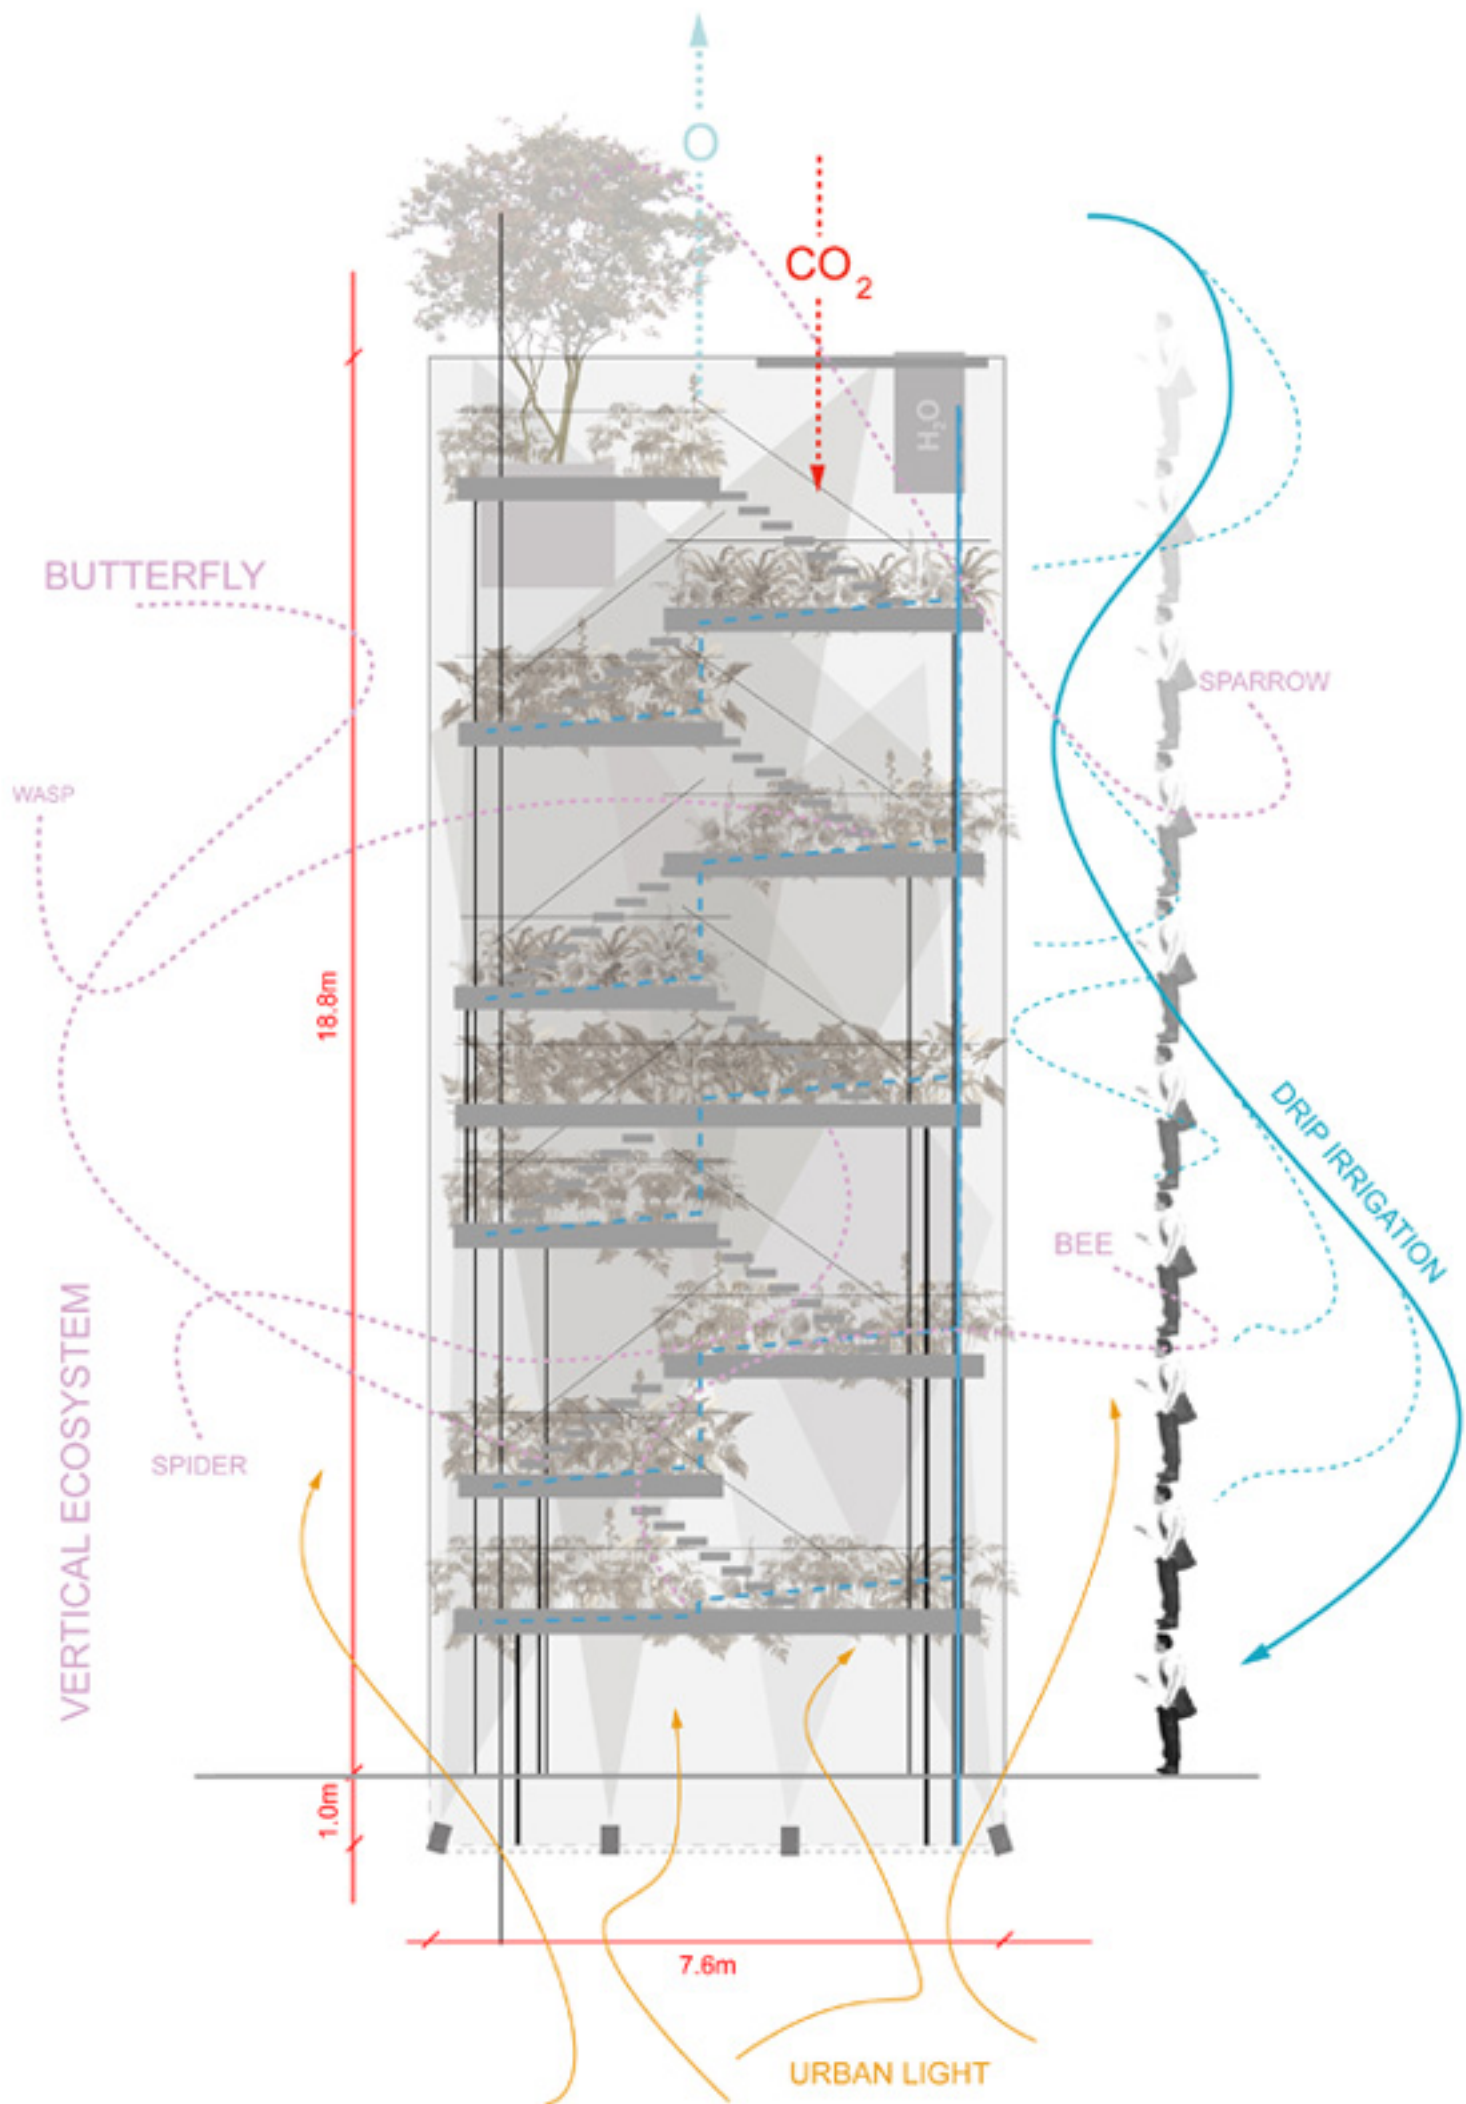 O
CO2
H2O
BUTTERFLY
SPARROW
WASP
18.8m
DRIP IRRIGATION
BEE
VERTICAL ECOSYSTEM
SPIDER
1.0m
7.6m
URBAN LIGHT